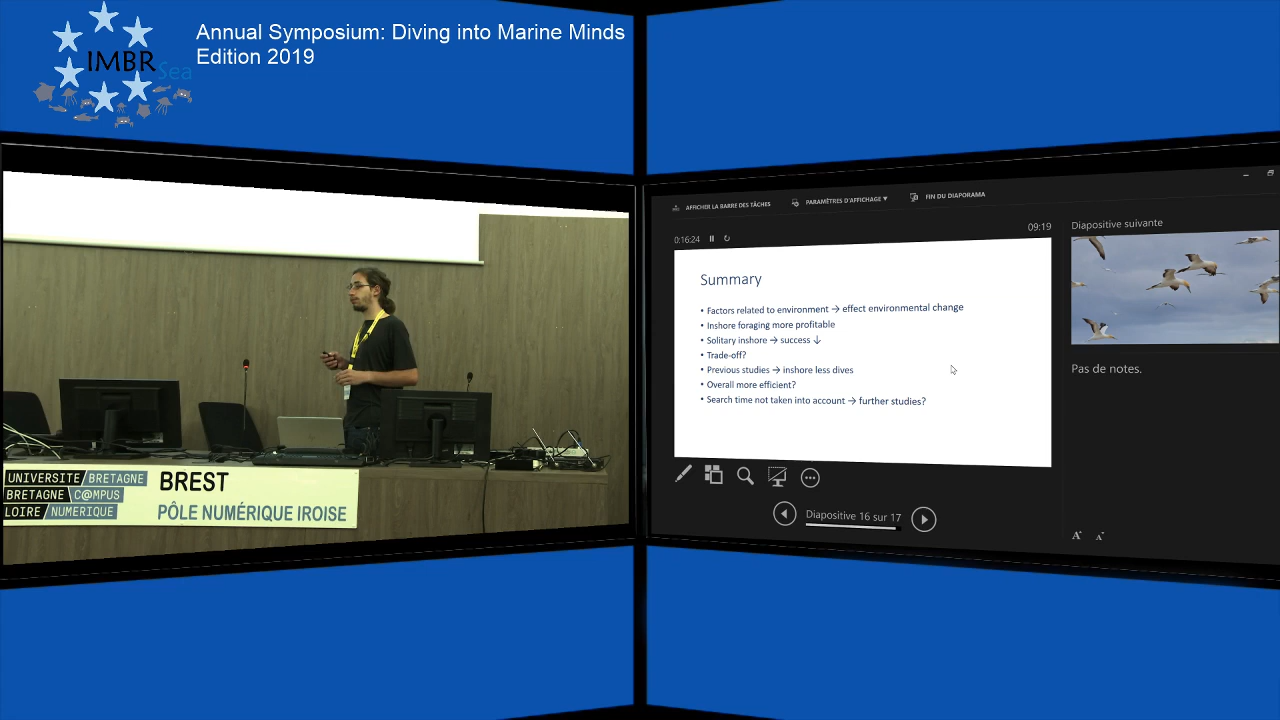 Annual Symposium: Diving into Marine Minds
Edition 2019
IMBRSea
AFFICHER LA BARRE DES TÂCHES
PARAMÈTRES D'AFFICHAGE ▼
FIN DU DIAPORAMA
0:16:24
09:19
Diapositive suivante
Summary
• Factors related to environment → effect environmental change
• Inshore foraging more profitable
• Solitary inshore → success ↓
• Trade-off?
• Previous studies → inshore less dives
• Overall more efficient?
• Search time not taken into account → further studies?
Pas de notes.
Diapositive 16 sur 17
A A
UNIVERSITE/BRETAGNE
BRETAGNE\C@MPUS
LOIRE/NUMERIQUE
BREST
PÔLE NUMÉRIQUE IROISE